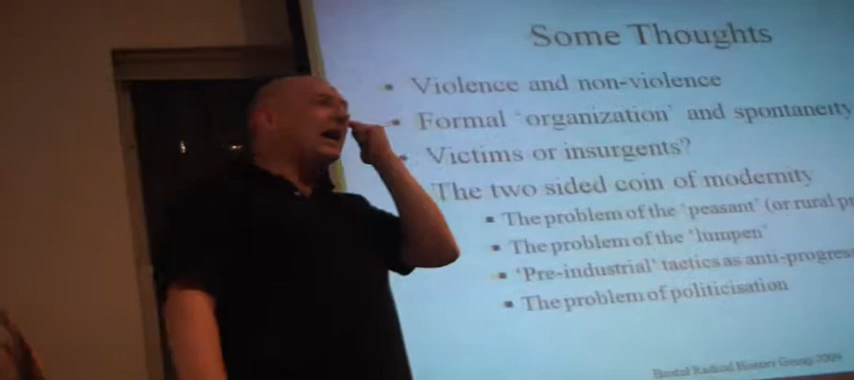 Some Thoughts
• Violence and non-violence
• Formal 'organization' and spontaneity
• Victims or insurgents?
The two sided coin of modernity
▪ The problem of the 'peasant' (or rural
▪ The problem of the 'lumpen'
▪ 'Pre-industrial' tactics as anti-progres
▪ The problem of politicisation
Bristol Radical History Group 2009